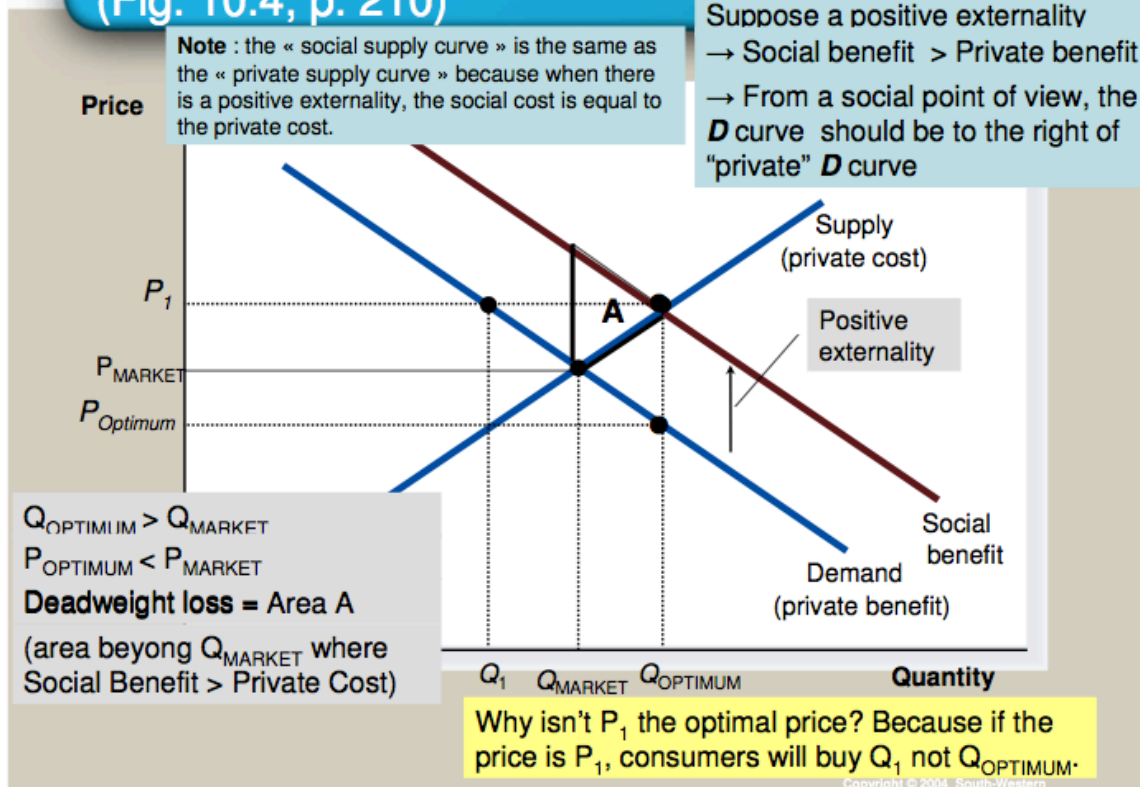 (Fig. 10.4, p. 210)
Note : the « social supply curve » is the same as
the « private supply curve » because when there
is a positive externality, the social cost is equal to
the private cost.
Suppose a positive externality
→ Social benefit > Private benefit
→ From a social point of view, the
D curve should be to the right of
“private” D curve
Price
Supply
(private cost)
P1
A
Positive
externality
PMARKET
POptimum
QOPTIMUM > QMARKET
POPTIMUM < PMARKET
Deadweight loss = Area A
(area beyong QMARKET where
Social Benefit > Private Cost)
Social
benefit
Demand
(private benefit)
Q1 QMARKET QOPTIMUM
Quantity
Why isn’t P1 the optimal price? Because if the
price is P1, consumers will buy Q1 not QOPTIMUM.
Copyright © 2004 South-Western